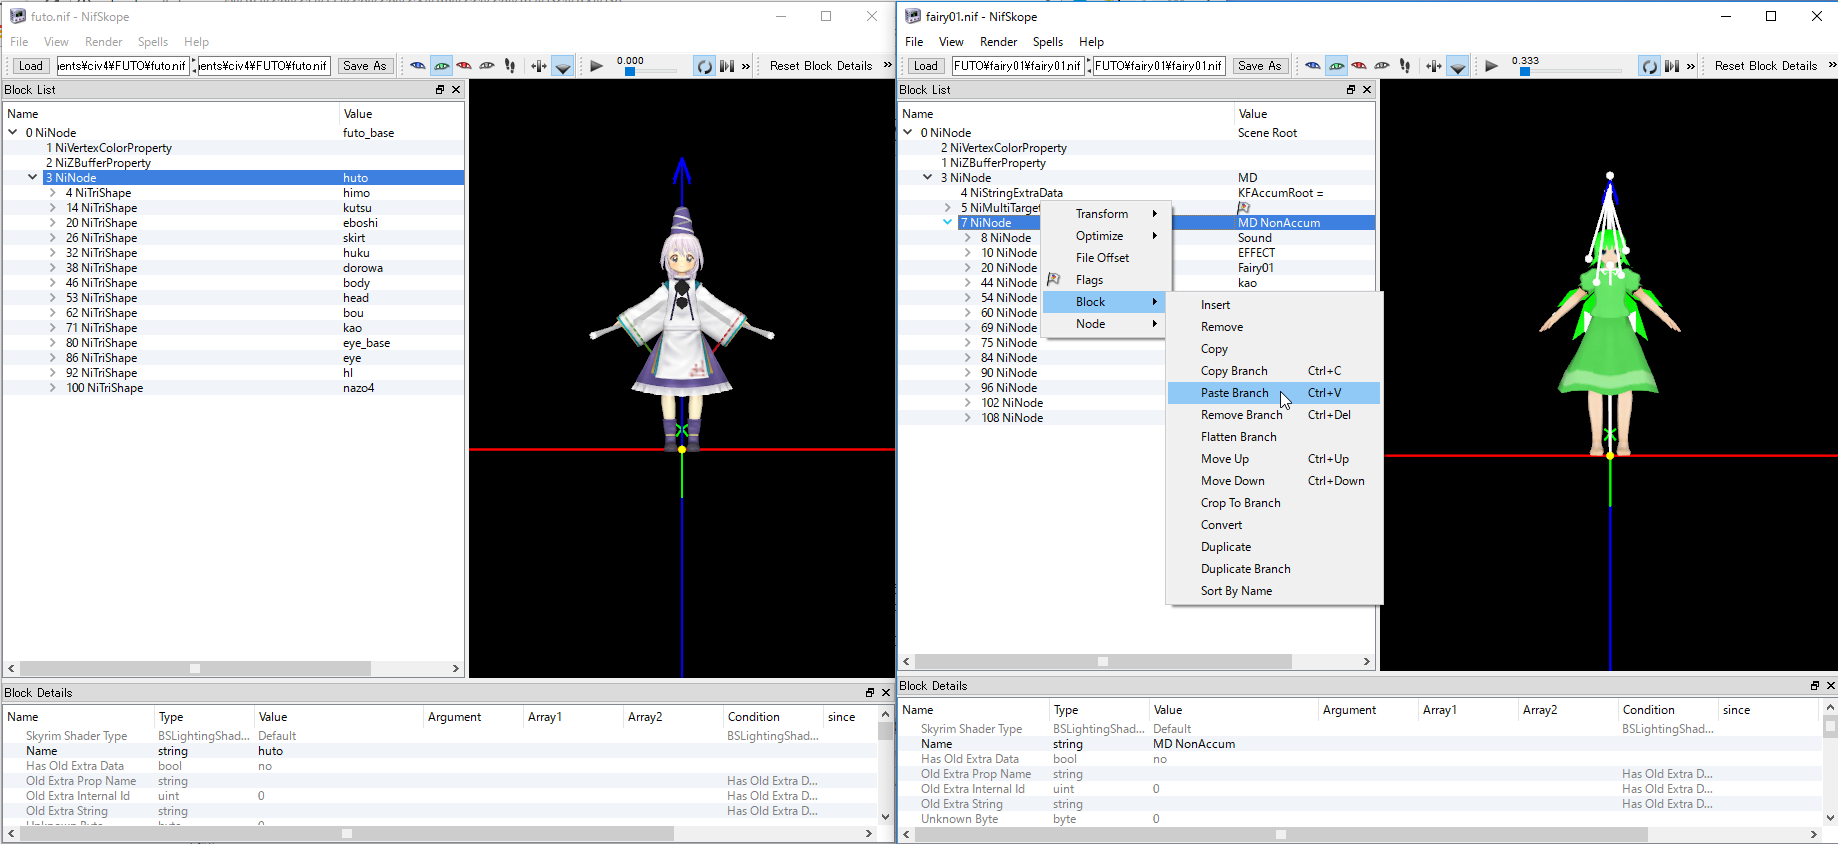 futo.nif - NifSkope
File View Render Spells Help
Load ents¥civ4¥FUTO¥futo.nif ents¥civ4¥FUTO¥futo.nif Save As 0.000 » Reset Block Details »
Block List
Name Value
0 NiNode futo_base
1 NiVertexColorProperty
2 NiZBufferProperty
3 NiNode huto
4 NiTriShape himo
14 NiTriShape kutsu
20 NiTriShape eboshi
26 NiTriShape skirt
32 NiTriShape huku
38 NiTriShape dorowa
46 NiTriShape body
53 NiTriShape head
62 NiTriShape bou
71 NiTriShape kao
80 NiTriShape eye_base
86 NiTriShape eye
92 NiTriShape hl
100 NiTriShape nazo4
Block Details
Name Type Value Argument Array1 Array2 Condition since
Skyrim Shader Type BSLightingShad... Default BSLightingShad...
Name string huto
Has Old Extra Data bool no
Old Extra Prop Name string Has Old Extra D...
Old Extra Internal Id uint 0 Has Old Extra D...
Old Extra String string Has Old Extra D...
Unknown Byte byte 0
fairy01.nif - NifSkope
File View Render Spells Help
Load FUTO¥fairy01¥fairy01.nif FUTO¥fairy01¥fairy01.nif Save As 0.333 » Reset Block Details »
Block List
Name Value
0 NiNode Scene Root
2 NiVertexColorProperty
1 NiZBufferProperty
3 NiNode MD
4 NiStringExtraData KFAccumRoot =
5 NiMultiTarget
7 NiNode MD NonAccum
8 NiNode Sound
10 NiNode EFFECT
20 NiNode Fairy01
44 NiNode kao
54 NiNode
60 NiNode
69 NiNode
75 NiNode
84 NiNode
90 NiNode
96 NiNode
102 NiNode
108 NiNode
Transform
Optimize
File Offset
Flags
Block
Node
Insert
Remove
Copy
Copy Branch Ctrl+C
Paste Branch Ctrl+V
Remove Branch Ctrl+Del
Flatten Branch
Move Up Ctrl+Up
Move Down Ctrl+Down
Crop To Branch
Convert
Duplicate
Duplicate Branch
Sort By Name
Block Details
Name Type Value Argument Array1 Array2 Condition since
Skyrim Shader Type BSLightingShad... Default BSLightingShad...
Name string MD NonAccum
Has Old Extra Data bool no
Old Extra Prop Name string Has Old Extra D...
Old Extra Internal Id uint 0 Has Old Extra D...
Old Extra String string Has Old Extra D...
Unknown Byte byte 0